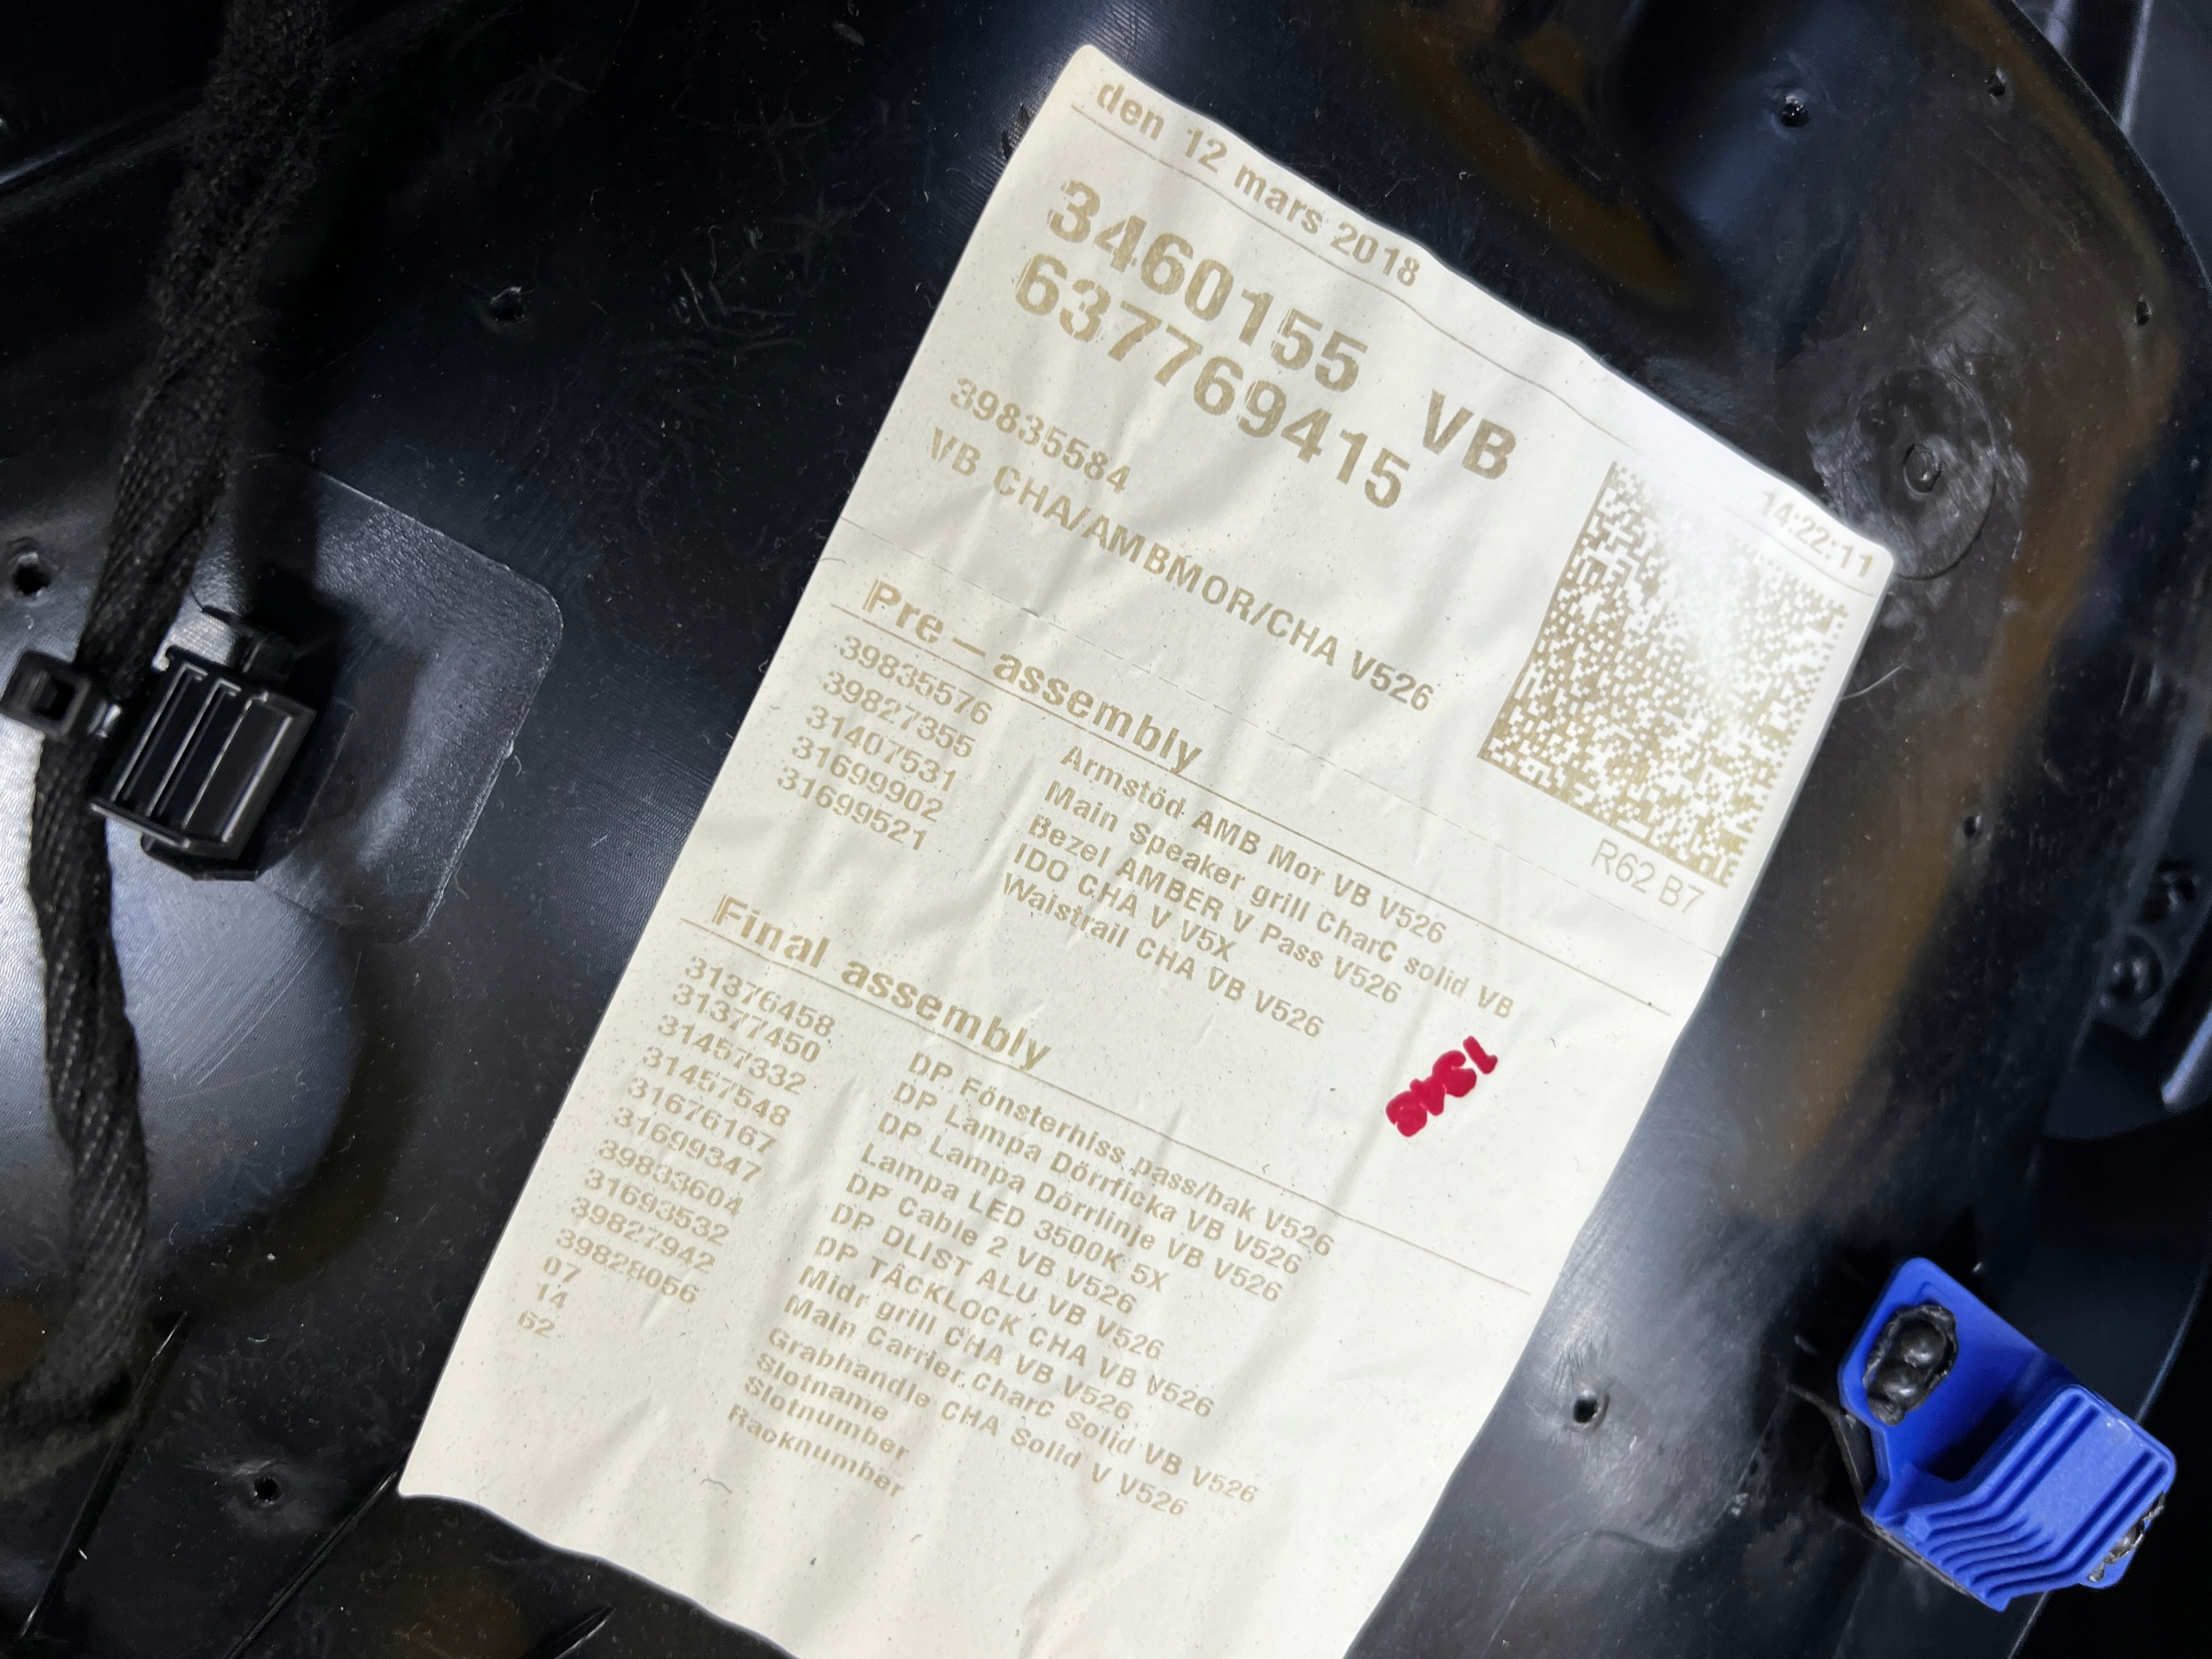 den 12 mars 2018 14:22:11
3460155 VB
637769415
39835584
VB CHA/AMBMOR/CHA V526
R62 B7
Pre-assembly
39835576 Armstöd AMB Mor VB V526
39827355 Main Speaker grill CharC solid VB
31407531 Bezel AMBER V Pass V526
31699902 IDO CHA V V5X
31699521 Waistrail CHA VB V526
Final assembly
31376458 DP Fönsterhiss pass/bak V526
31377450 DP Lampa Dörrficka VB V526
31457332 DP Lampa Dörrlinje VB V526
31457548 Lampa LED 3500K 5X
31676167 DP Cable 2 VB V526
31699347 DP DLIST ALU VB V526
39833604 DP TÄCKLOCK CHA VB V526
31693532 Midr grill CHA VB V526
39827942 Main Carrier CharC Solid VB V526
39828056 Grabhandle CHA Solid V V526
07 Slotname
14 Slotnumber
62 Racknumber